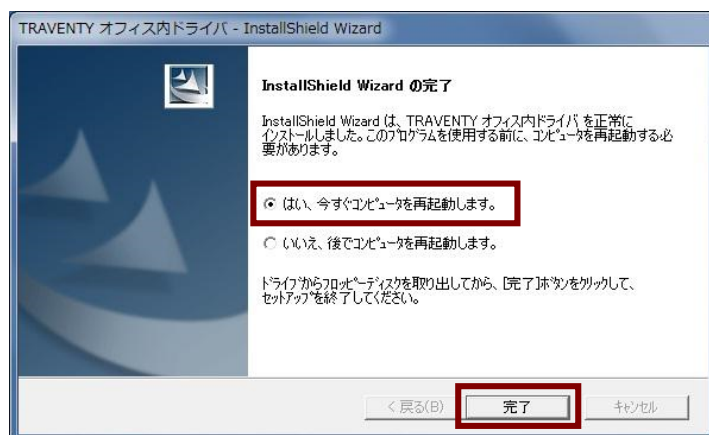 TRAVENTY オフィス内ドライバ - InstallShield Wizard
InstallShield Wizard の完了
InstallShield Wizard は、TRAVENTY オフィス内ドライバ を正常に
インストールしました。このプログラムを使用する前に、コンピュータを再起動する必
要があります。
はい、今すぐコンピュータを再起動します。
いいえ、後でコンピュータを再起動します。
ドライブからフロッピーディスクを取り出してから、[完了]ボタンをクリックして、
セットアップを終了してください。
< 戻る(B)
完了
キャンセル